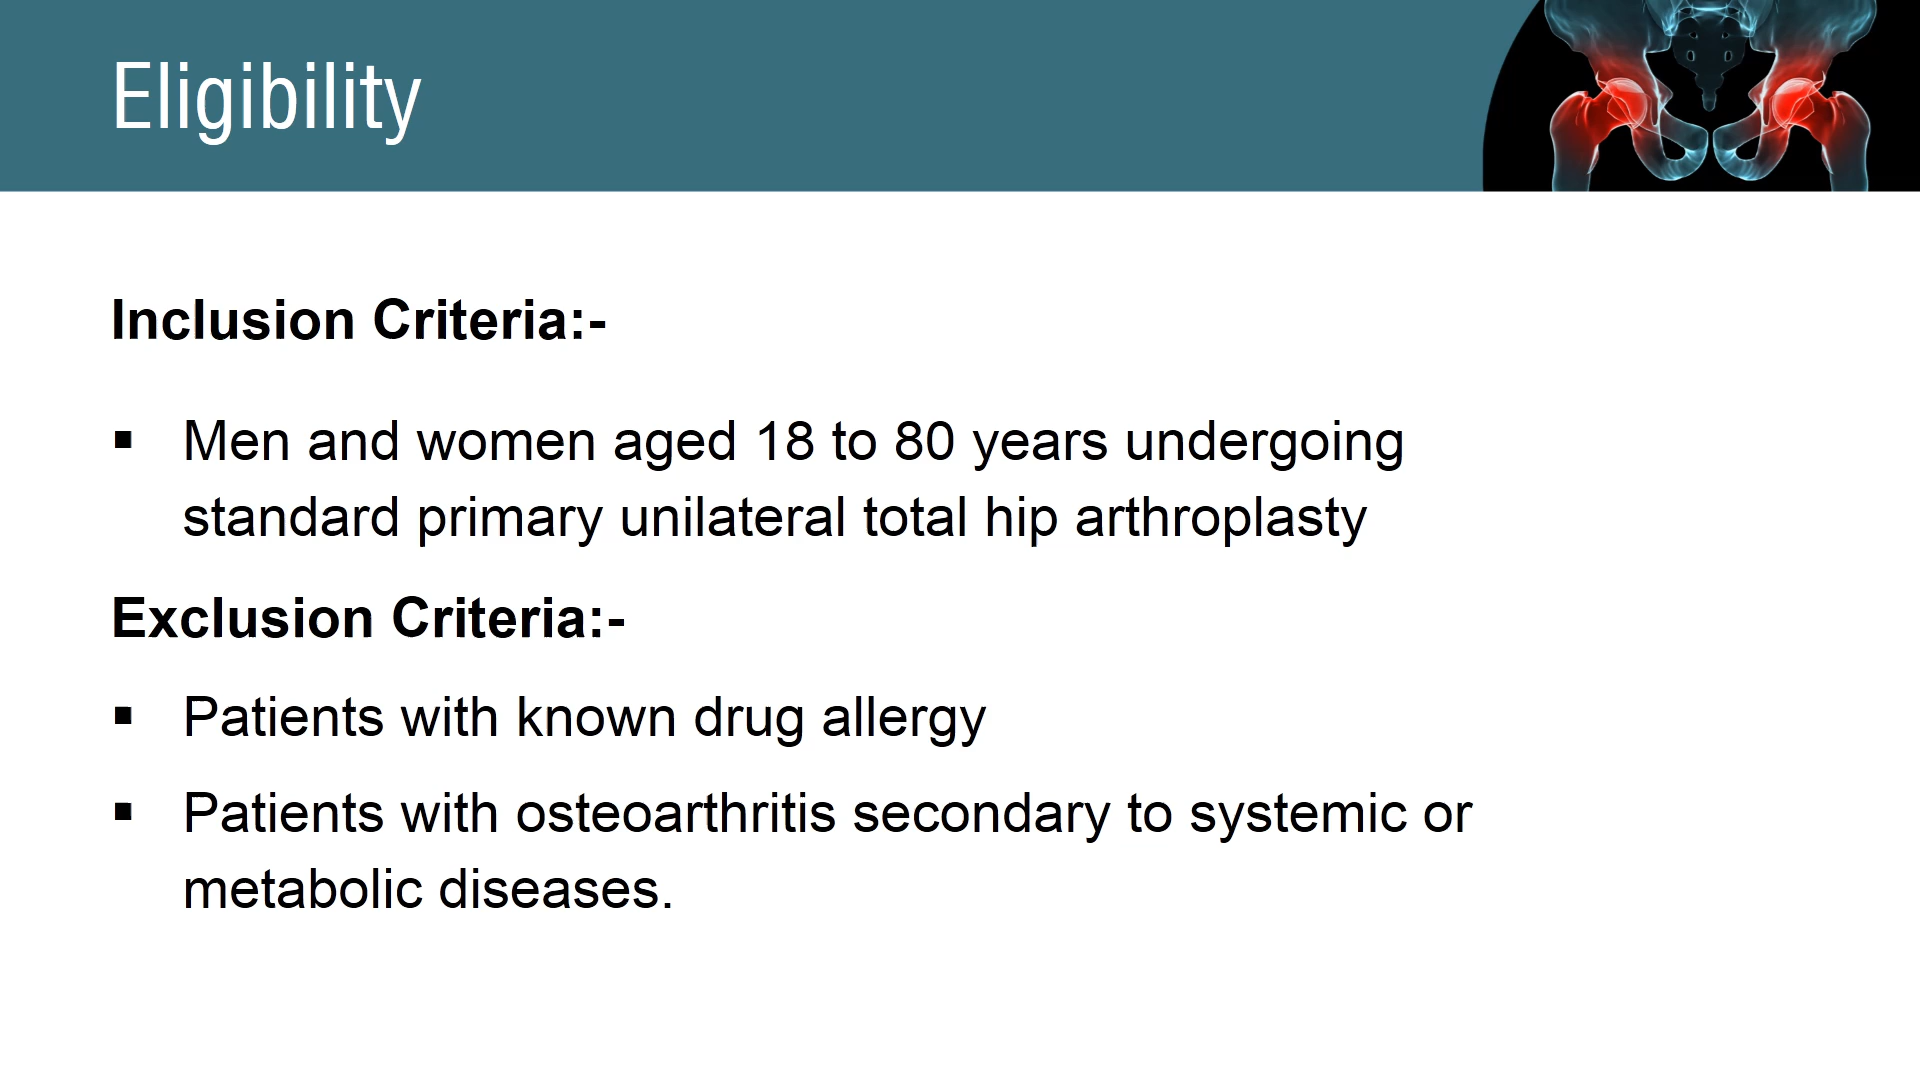 Eligibility
Inclusion Criteria:-
▪ Men and women aged 18 to 80 years undergoing
standard primary unilateral total hip arthroplasty
Exclusion Criteria:-
▪ Patients with known drug allergy
▪ Patients with osteoarthritis secondary to systemic or
metabolic diseases.